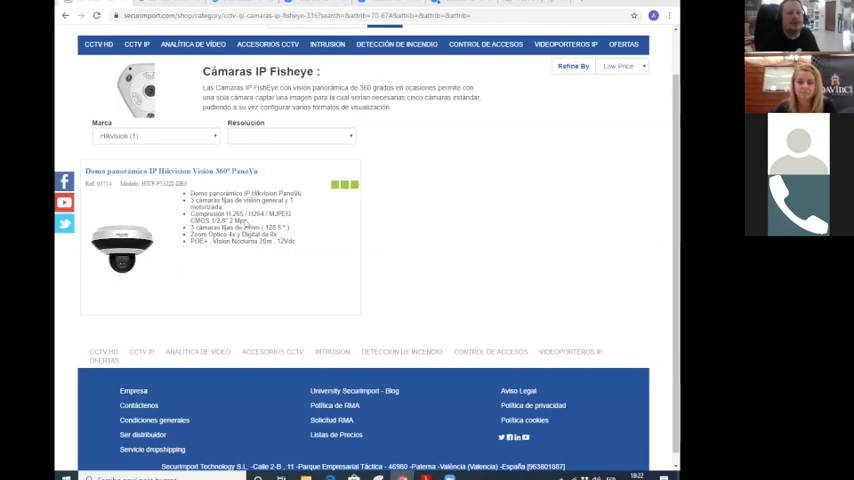 securimport.com/shop/category/cctv-ip-camaras-ip-fisheye-336?search=&attrib=70-674&attrib=&attrib=
CCTV HD CCTV IP ANALÍTICA DE VÍDEO ACCESORIOS CCTV INTRUSION DETECCIÓN DE INCENDIO CONTROL DE ACCESOS VIDEOPORTEROS IP OFERTAS
Cámaras IP Fisheye :
Refine By Low Price
Las Cámaras IP FishEye con visión panorámica de 360 grados en ocasiones permite con
una sola cámara captar una imagen para la cual serían necesarias cinco cámaras estándar,
pudiendo a su vez configurar varios formatos de visualización
Marca Resolución
Hikvision (1)
Domo panorámico IP Hikvision Visión 360º PanoVu
Ref: 03714 Modelo:
Domo panorámico IP Hikvision PanoVu
3 cámaras fijas de visión general y 1
motorizada
Compresión H.265 / H264 / MJPEG
CMOS 1/2.8" 2 Mpx
3 cámaras fijas de ( 128.5 º )
Zoom Optico 4x y Digital de 8x
POE+ , Vision Nocturna 20m , 12Vdc
CCTV HD CCTV IP ANALÍTICA DE VÍDEO ACCESORIOS CCTV INTRUSION DETECCIÓN DE INCENDIO CONTROL DE ACCESOS VIDEOPORTEROS IP
OFERTAS
Empresa University Securimport - Blog Aviso Legal
Contáctenos Política de RMA Política de privacidad
Condiciones generales Solicitud RMA Política cookies
Ser distribuidor Listas de Precios
Servicio dropshipping
Securimport Technology S.L. -Calle 2-B , 11 -Parque Empresarial Táctica - 46980 -Paterna -València (Valencia) -España [963801887]
ESP 18:22